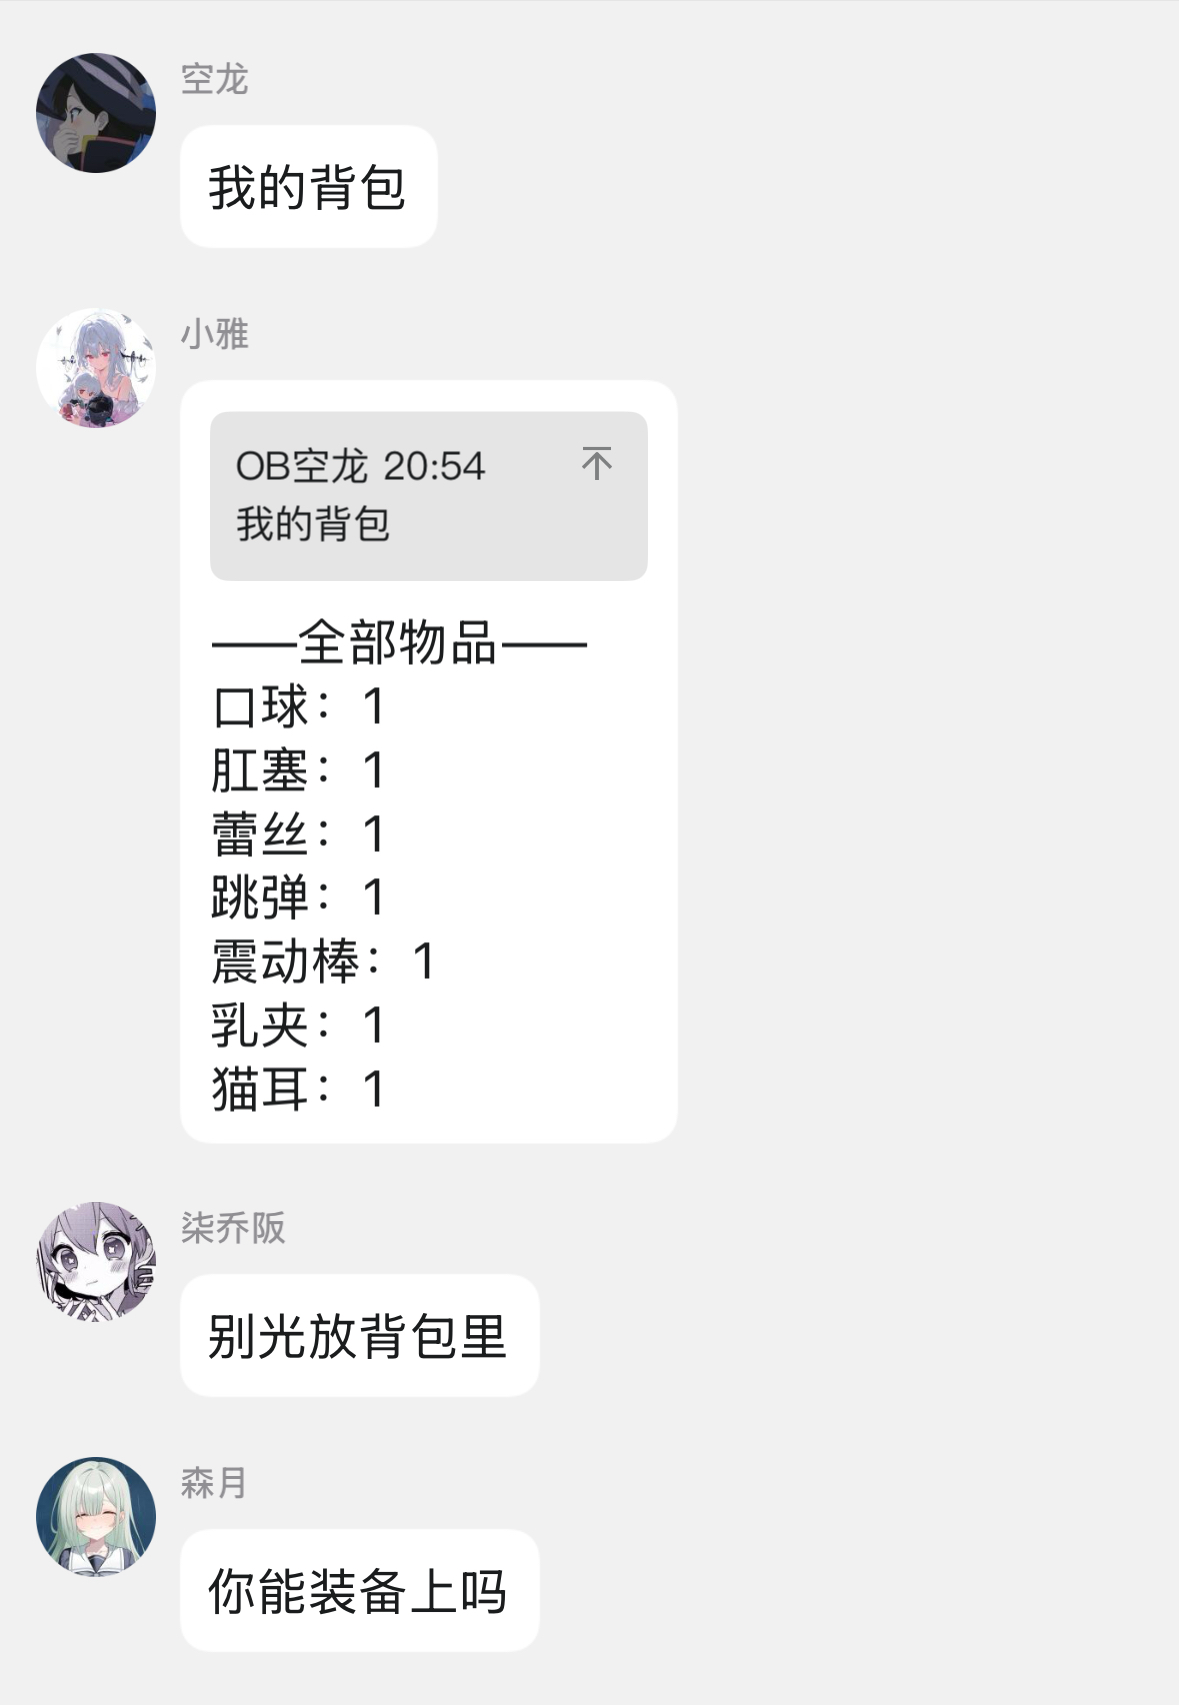 空龙
我的背包
小雅
OB空龙 20:54
我的背包
——全部物品——
口球：1
肛塞：1
蕾丝：1
跳弹：1
震动棒：1
乳夹：1
猫耳：1
柒乔阪
别光放背包里
森月
你能装备上吗